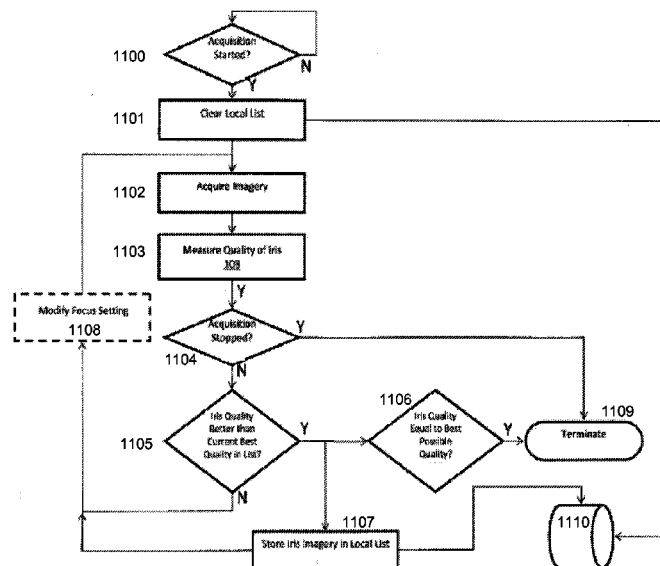 Acquisition
Started?
1100
N
Y
1101
Clear Local List
1102
Acquire Imagery
1103
Measure Quality of Iris
103
Y
Modify Focus Setting
1108
Acquisition
Stopped?
Y
1104
N
1106
Iris Quality
Better than
Current Best
Quality in List?
Y
Iris Quality
Equal to Best
Possible
Quality?
Y
1109
Terminate
1105
N
1107
Store Iris Imagery in Local List
1110